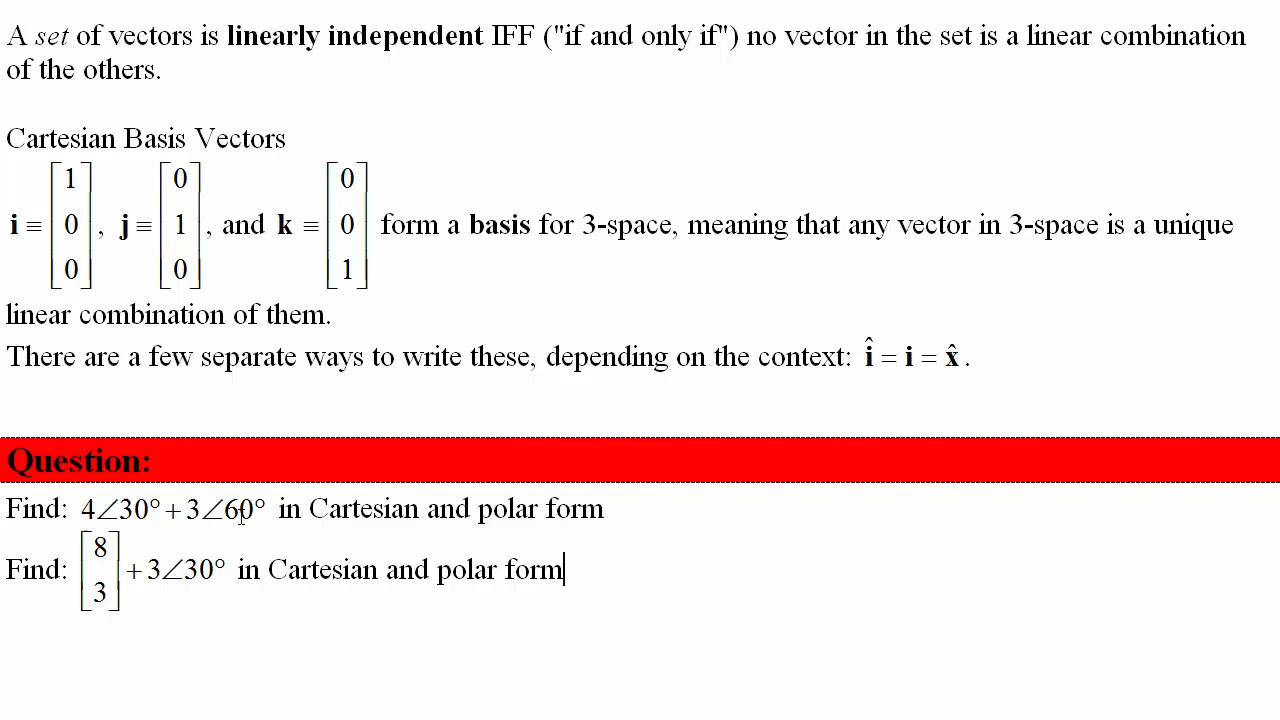 A set of vectors is linearly independent IFF ("if and only if") no vector in the set is a linear combination
of the others.
Cartesian Basis Vectors
i ≡ [1 0 0], j ≡ [0 1 0], and k ≡ [0 0 1] form a basis for 3-space, meaning that any vector in 3-space is a unique
linear combination of them.
There are a few separate ways to write these, depending on the context: î = i = x̂.
Question:
Find: 4∠30° + 3∠60° in Cartesian and polar form
Find: [8 3] + 3∠30° in Cartesian and polar form